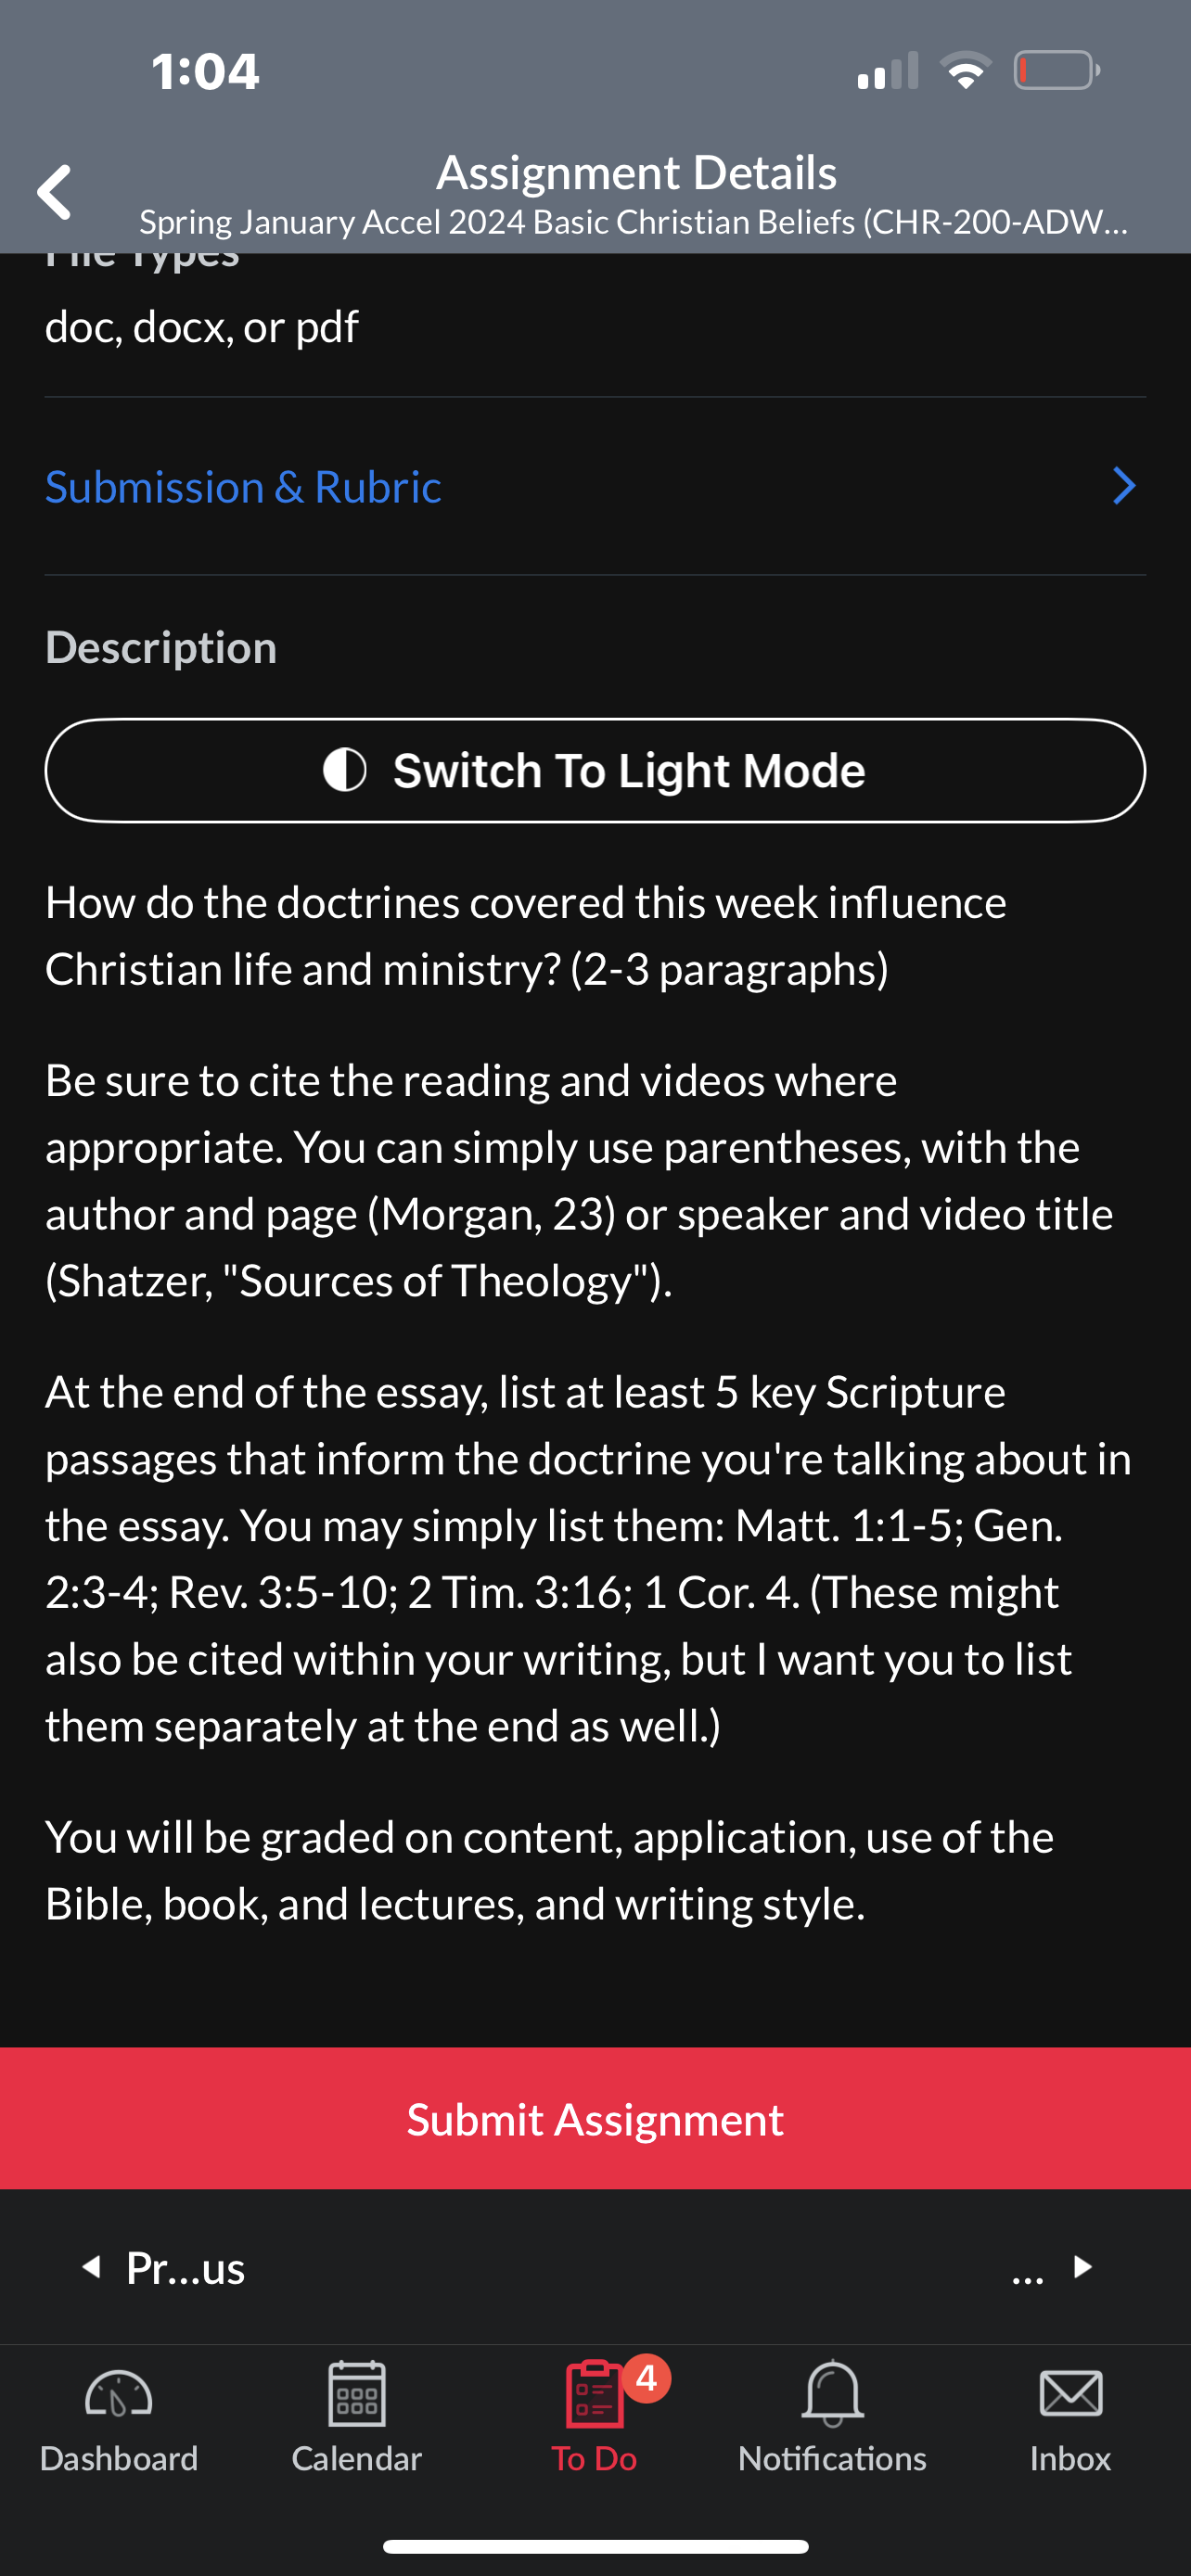 1:04
Assignment Details
Spring January Accel 2024 Basic Christian Beliefs (CHR-200-ADW...
File Types
doc, docx, or pdf
Submission & Rubric
Description
Switch To Light Mode
How do the doctrines covered this week influence
Christian life and ministry? (2-3 paragraphs)
Be sure to cite the reading and videos where
appropriate. You can simply use parentheses, with the
author and page (Morgan, 23) or speaker and video title
(Shatzer, "Sources of Theology").
At the end of the essay, list at least 5 key Scripture
passages that inform the doctrine you're talking about in
the essay. You may simply list them: Matt. 1:1-5; Gen.
2:3-4; Rev. 3:5-10; 2 Tim. 3:16; 1 Cor. 4. (These might
also be cited within your writing, but I want you to list
them separately at the end as well.)
You will be graded on content, application, use of the
Bible, book, and lectures, and writing style.
Submit Assignment
Pr...us
...
4
Dashboard
Calendar
To Do
Notifications
Inbox